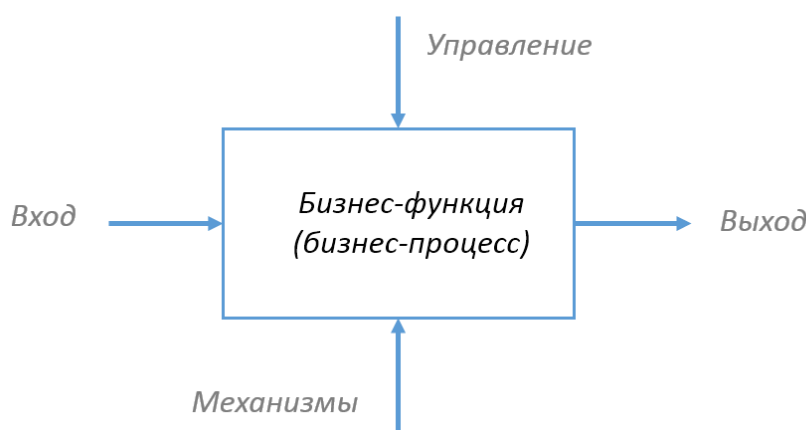 Управление
Вход
Бизнес-функция
(бизнес-процесс)
Выход
Механизмы